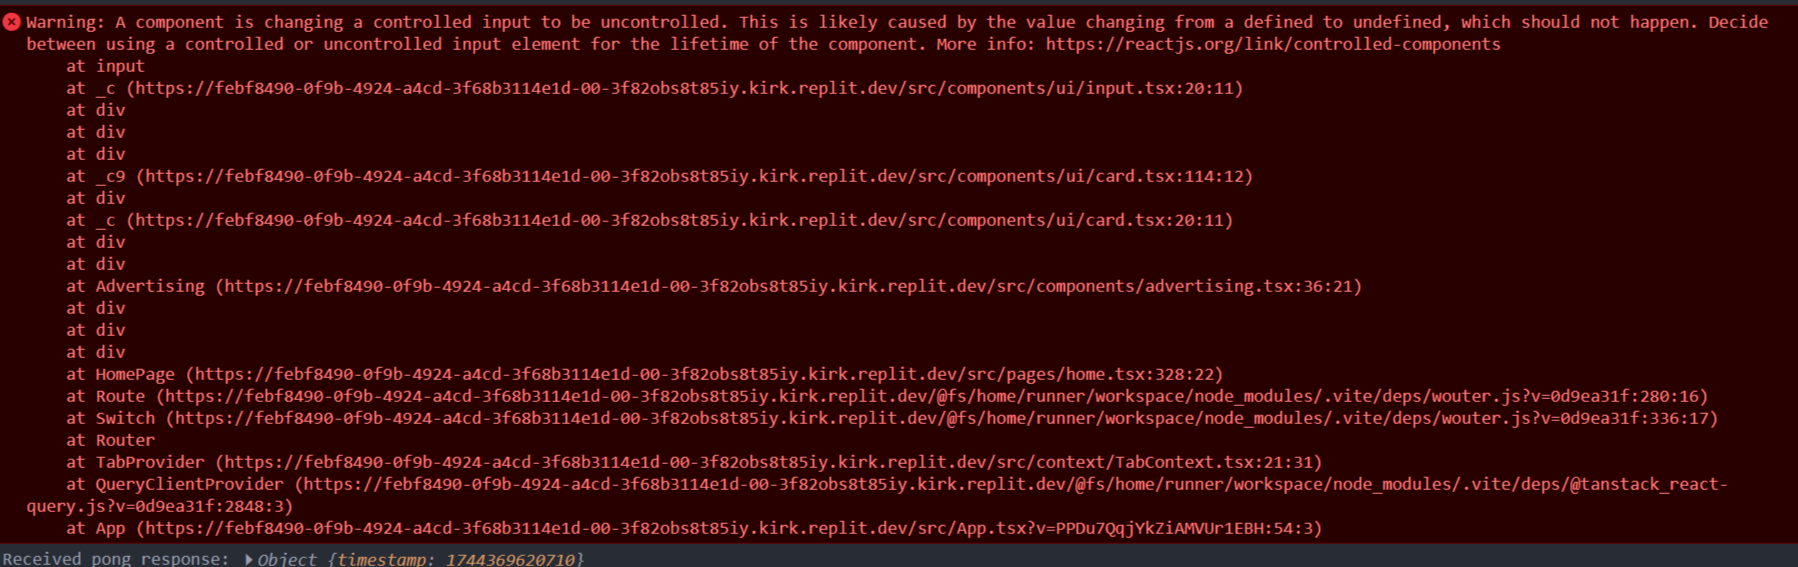 Warning: A component is changing a controlled input to be uncontrolled. This is likely caused by the value changing from a defined to undefined, which should not happen. Decide
between using a controlled or uncontrolled input element for the lifetime of the component. More info: https://reactjs.org/link/controlled-components
at input
at _c (https://febf8490-0f9b-4924-a4cd-3f68b3114e1d-00-3f82obs8t85iy.kirk.replit.dev/src/components/ui/input.tsx:20:11)
at div
at div
at div
at _c9 (https://febf8490-0f9b-4924-a4cd-3f68b3114e1d-00-3f82obs8t85iy.kirk.replit.dev/src/components/ui/card.tsx:114:12)
at div
at _c (https://febf8490-0f9b-4924-a4cd-3f68b3114e1d-00-3f82obs8t85iy.kirk.replit.dev/src/components/ui/card.tsx:20:11)
at div
at div
at Advertising (https://febf8490-0f9b-4924-a4cd-3f68b3114e1d-00-3f82obs8t85iy.kirk.replit.dev/src/components/advertising.tsx:36:21)
at div
at div
at div
at HomePage (https://febf8490-0f9b-4924-a4cd-3f68b3114e1d-00-3f82obs8t85iy.kirk.replit.dev/src/pages/home.tsx:328:22)
at Route (https://febf8490-0f9b-4924-a4cd-3f68b3114e1d-00-3f82obs8t85iy.kirk.replit.dev/@fs/home/runner/workspace/node_modules/.vite/deps/wouter.js?v=0d9ea31f:280:16)
at Switch (https://febf8490-0f9b-4924-a4cd-3f68b3114e1d-00-3f82obs8t85iy.kirk.replit.dev/@fs/home/runner/workspace/node_modules/.vite/deps/wouter.js?v=0d9ea31f:336:17)
at Router
at TabProvider (https://febf8490-0f9b-4924-a4cd-3f68b3114e1d-00-3f82obs8t85iy.kirk.replit.dev/src/context/TabContext.tsx:21:31)
at QueryClientProvider (https://febf8490-0f9b-4924-a4cd-3f68b3114e1d-00-3f82obs8t85iy.kirk.replit.dev/@fs/home/runner/workspace/node_modules/.vite/deps/@tanstack_react-
query.js?v=0d9ea31f:2848:3)
at App (https://febf8490-0f9b-4924-a4cd-3f68b3114e1d-00-3f82obs8t85iy.kirk.replit.dev/src/App.tsx?v=PPDu7QqjYkZiAMVUr1EBH:54:3)
Received pong response: Object {timestamp: 1744369620710}